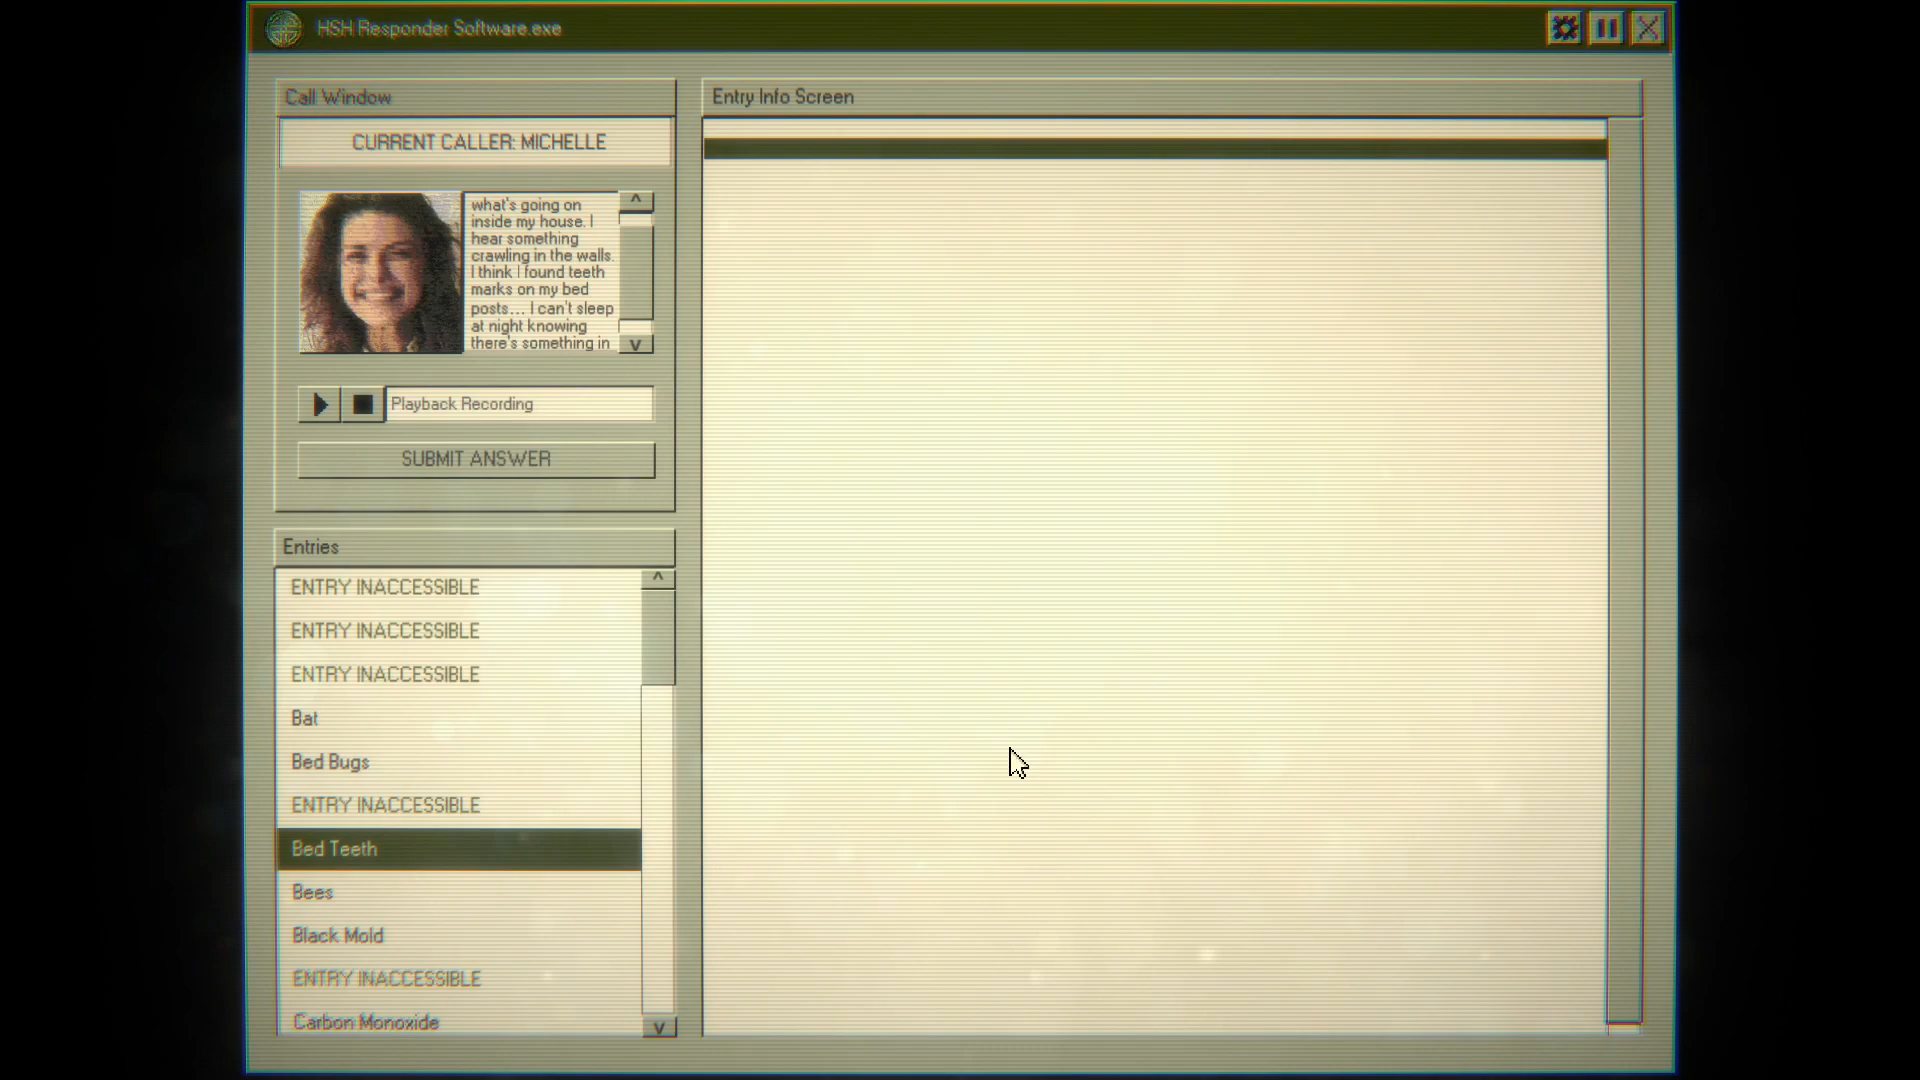 HSH Responder Software.exe
Call Window
CURRENT CALLER: MICHELLE
what's going on
inside my house. I
hear something
crawling in the walls.
I think I found teeth
marks on my bed
posts... I can't sleep
at night knowing
there's something in
Playback Recording
SUBMIT ANSWER
Entries
ENTRY INACCESSIBLE
ENTRY INACCESSIBLE
ENTRY INACCESSIBLE
Bat
Bed Bugs
ENTRY INACCESSIBLE
Bed Teeth
Bees
Black Mold
ENTRY INACCESSIBLE
Carbon Monoxide
Entry Info Screen